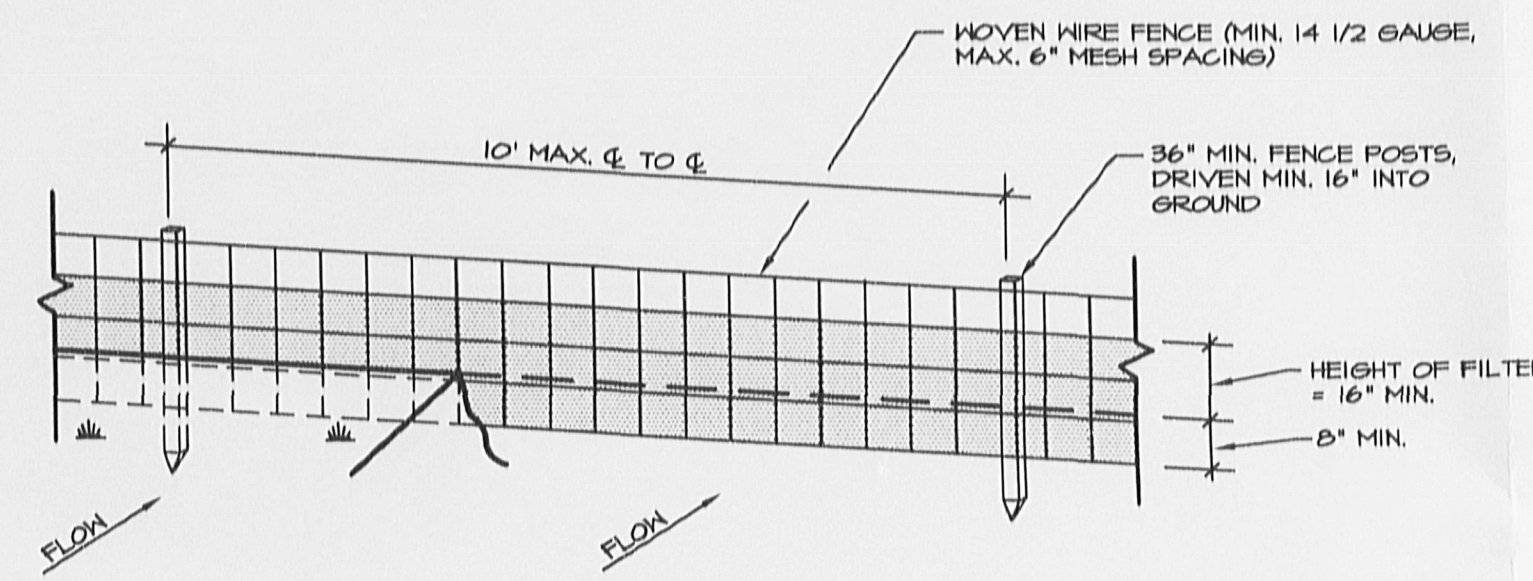 WOVEN WIRE FENCE (MIN. 14 1/2 GAUGE,
MAX. 6" MESH SPACING)
10' MAX. ℄ TO ℄
36" MIN. FENCE POSTS,
DRIVEN MIN. 16" INTO
GROUND
HEIGHT OF FILTER
= 16" MIN.
8" MIN.
FLOW
FLOW